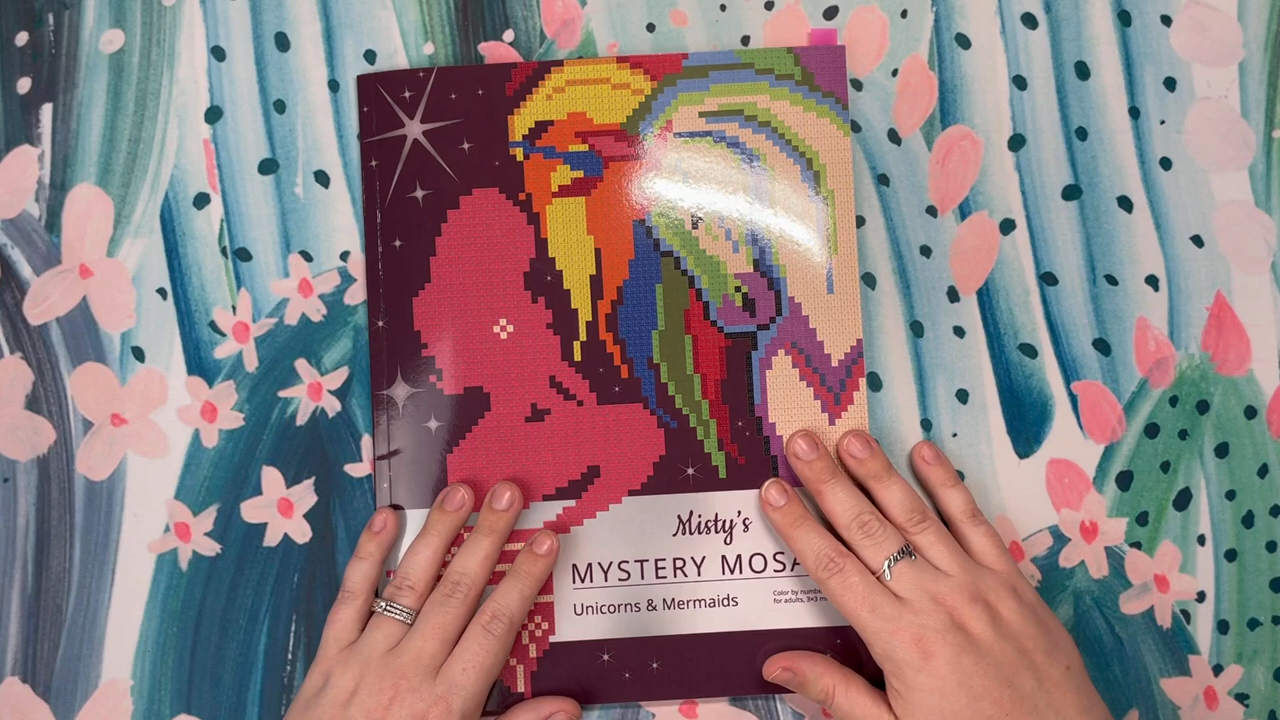 Misty's
MYSTERY MOSA
Unicorns & Mermaids
Color by numbe
for adults, 3×3 m